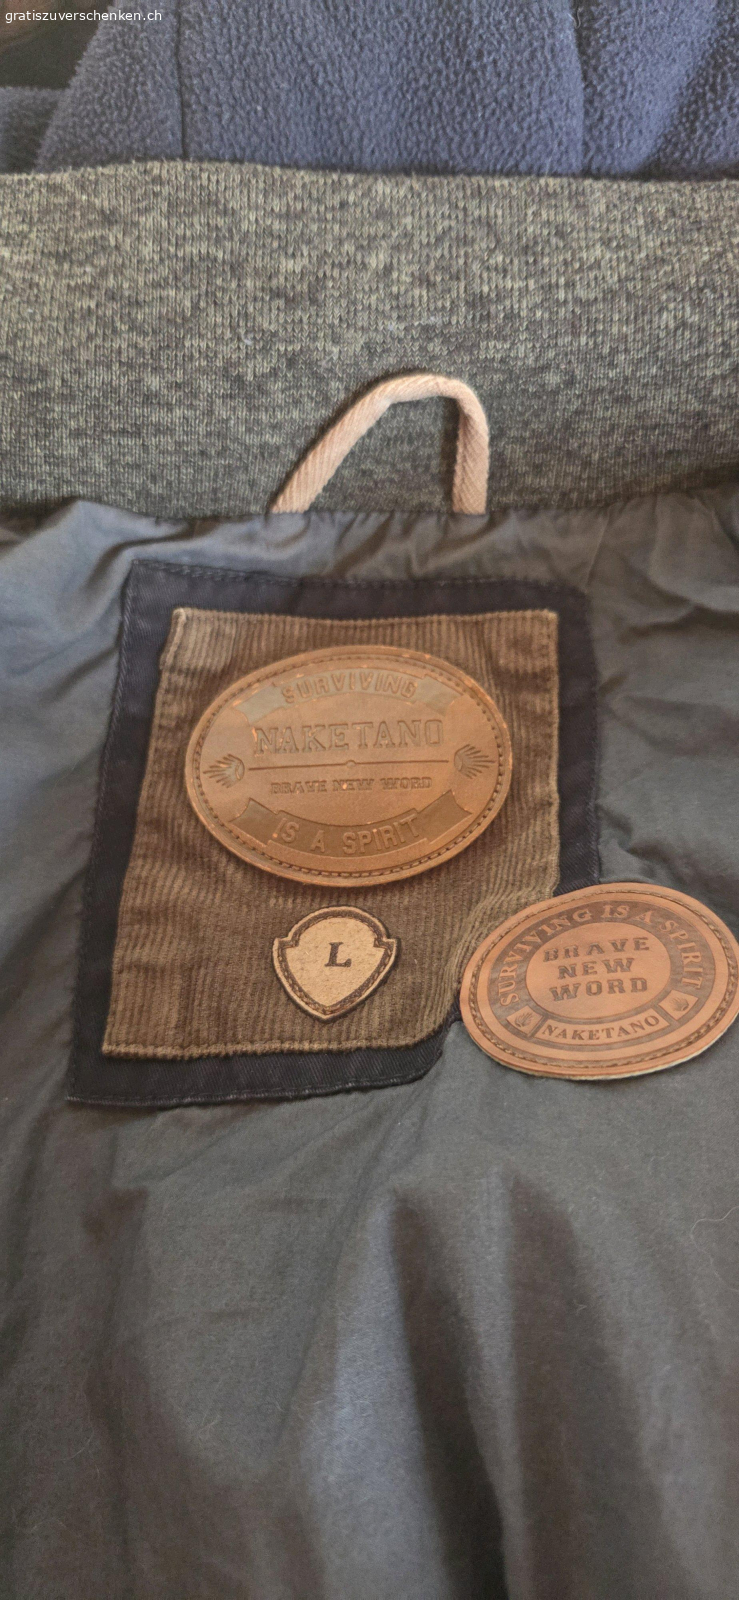 gratiszuverschenken.ch
SURVIVING
NAKETANO
BRAVE NEW WORD
IS A SPIRIT
L
SURVIVING IS A SPIRIT
BRAVE
NEW
WORD
NAKETANO